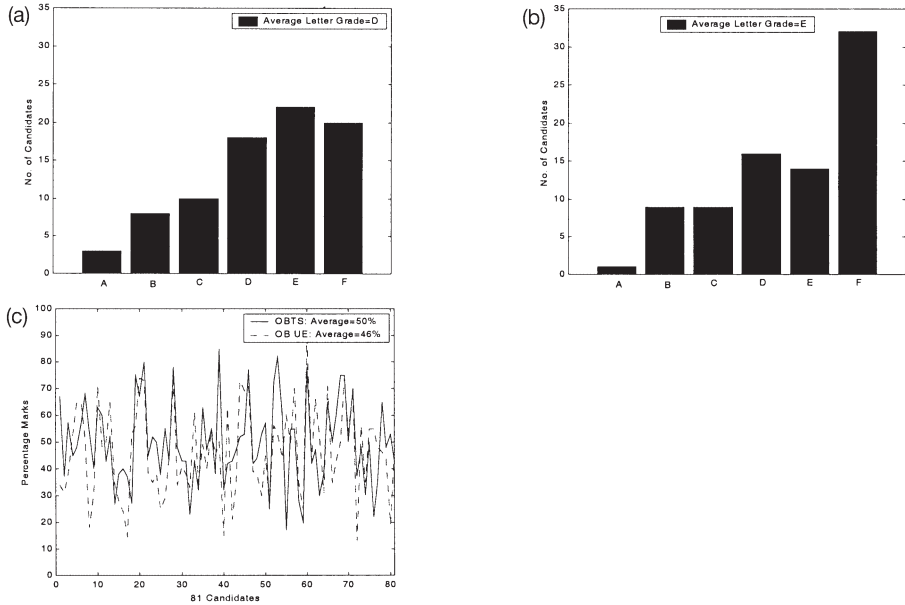 (a)
Average Letter Grade=D
35
30
25
20
15
10
5
0
No. of Candidates
A B C D E F
(b)
Average Letter Grade=E
35
30
25
20
15
10
5
0
No. of Candidates
A B C D E F
(c)
OBTS: Average=50%
OB UE: Average=46%
100
90
80
70
60
50
40
30
20
10
0
Percentage Marks
0 10 20 30 40 50 60 70 80
81 Candidates